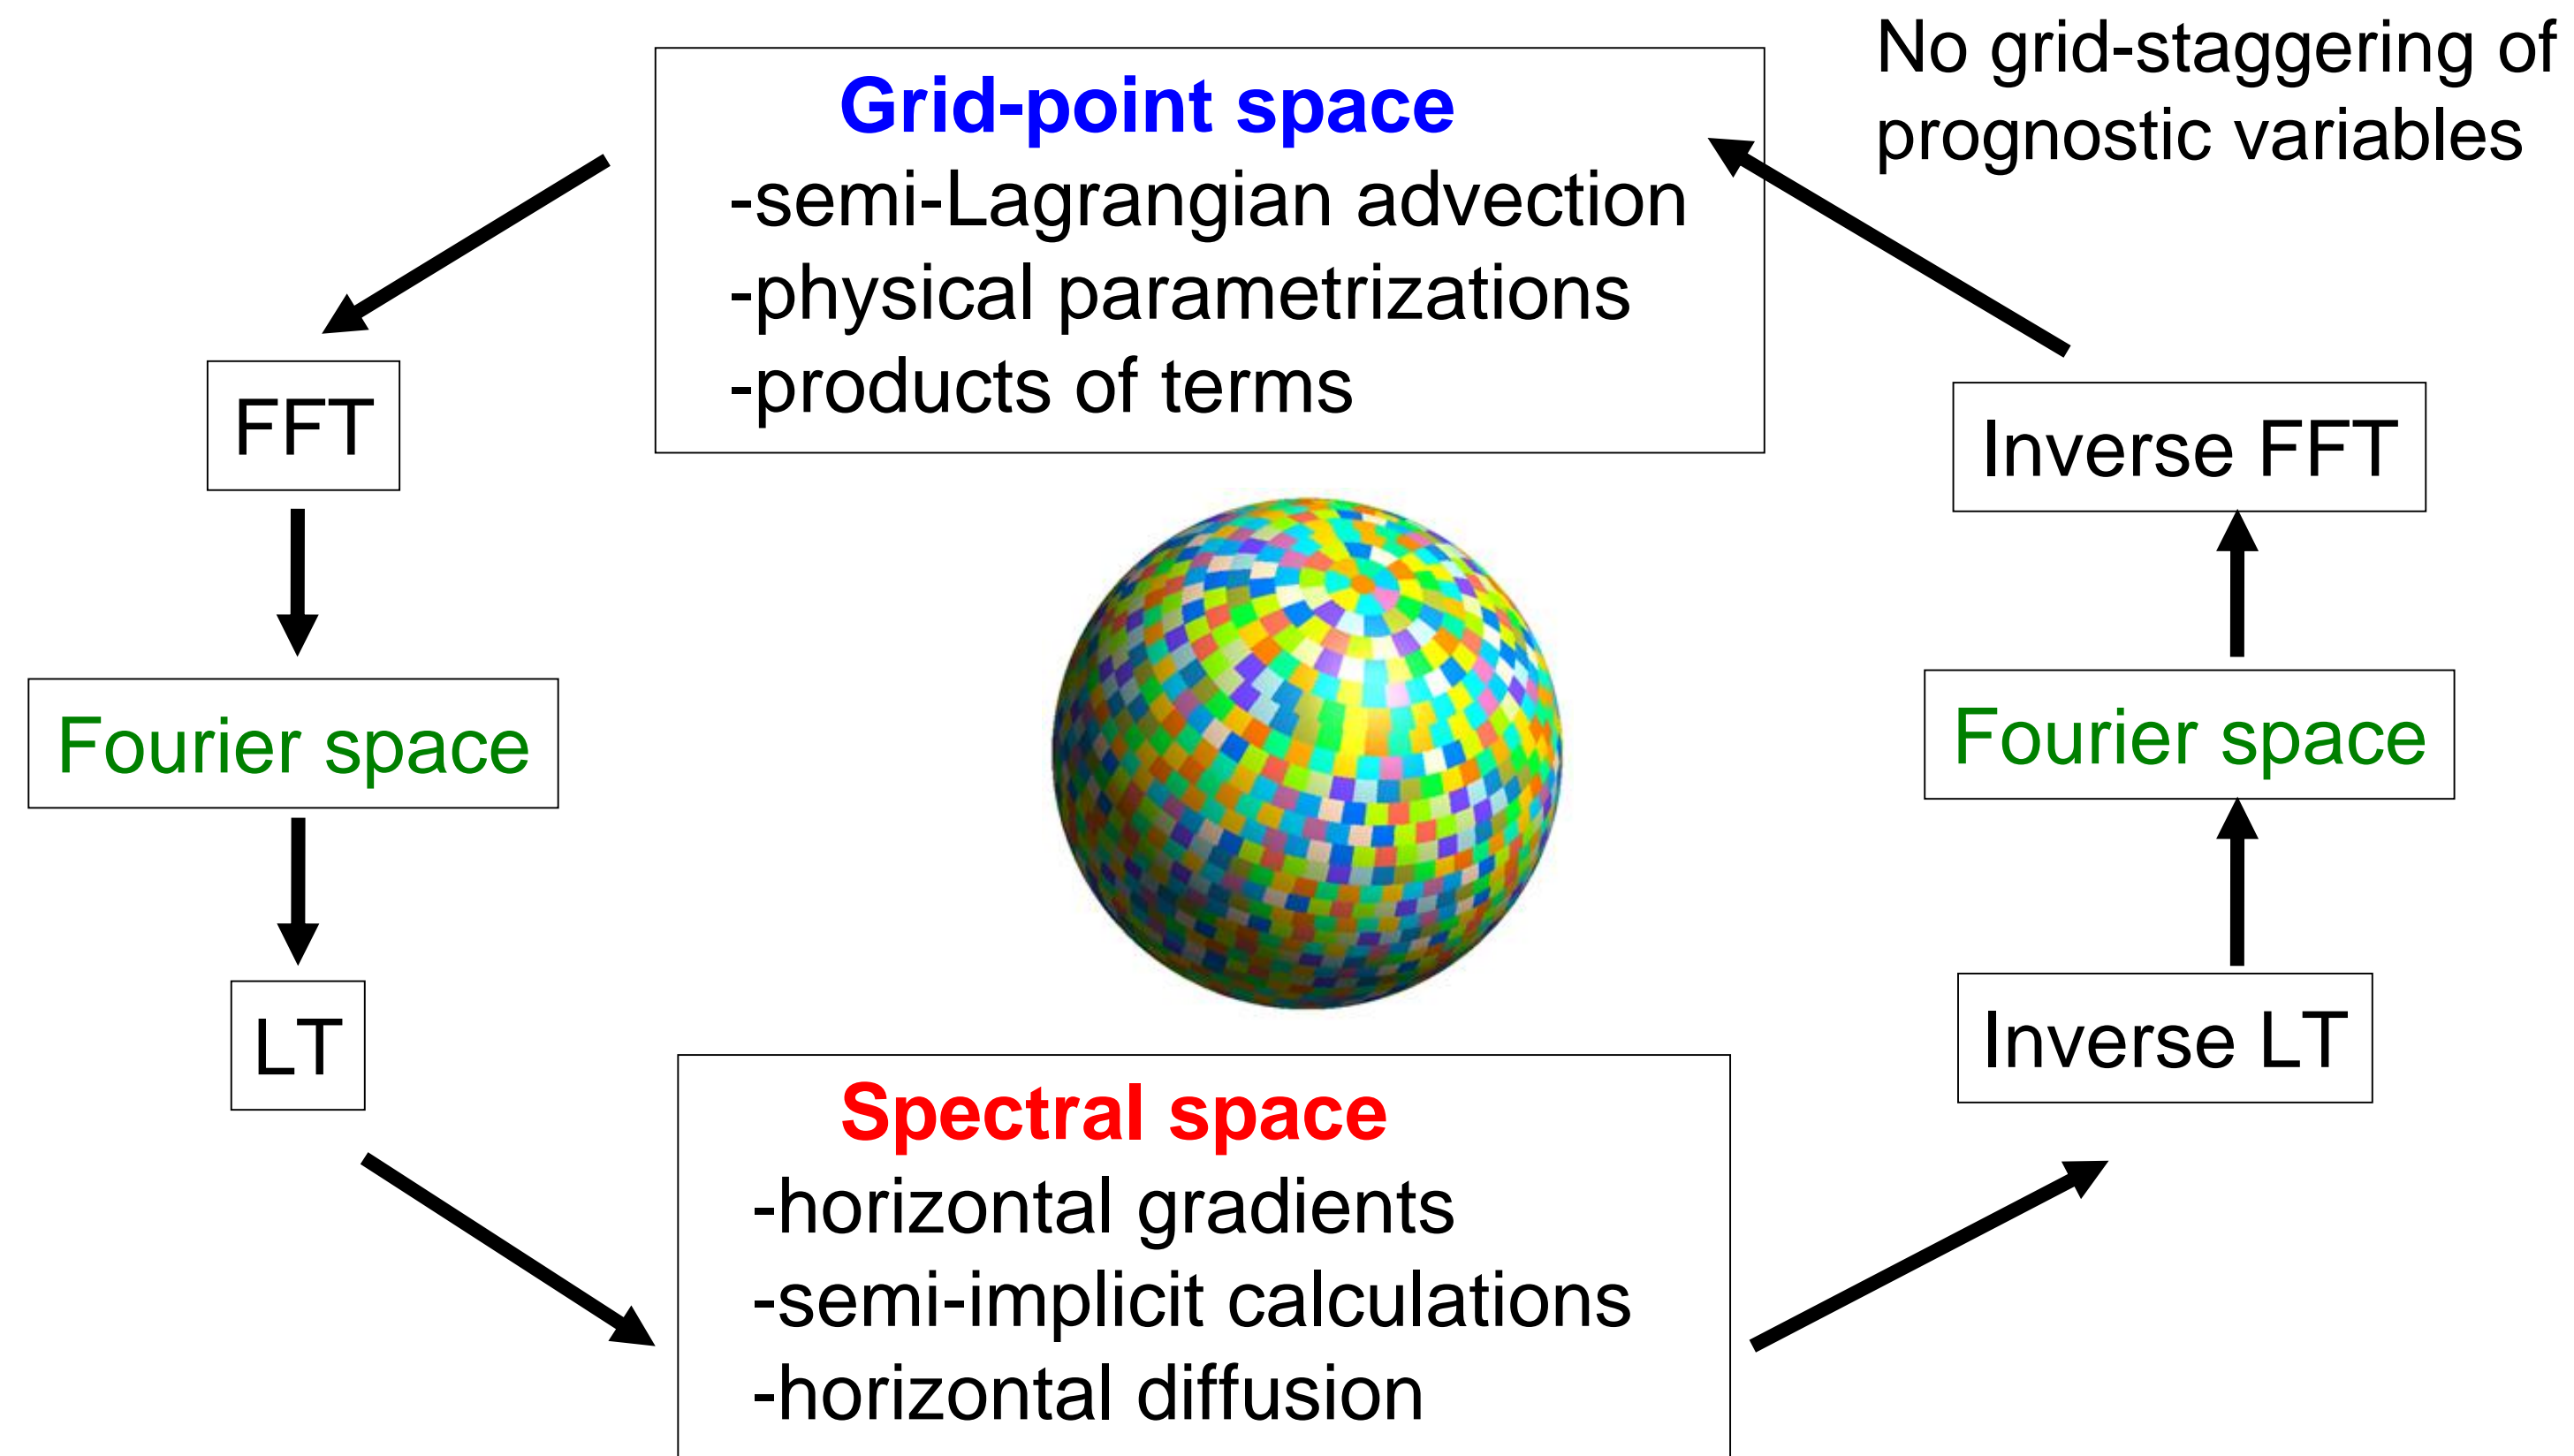 No grid-staggering of
prognostic variables
Grid-point space
-semi-Lagrangian advection
-physical parametrizations
-products of terms
FFT
Inverse FFT
Fourier space
Fourier space
LT
Inverse LT
Spectral space
-horizontal gradients
-semi-implicit calculations
-horizontal diffusion